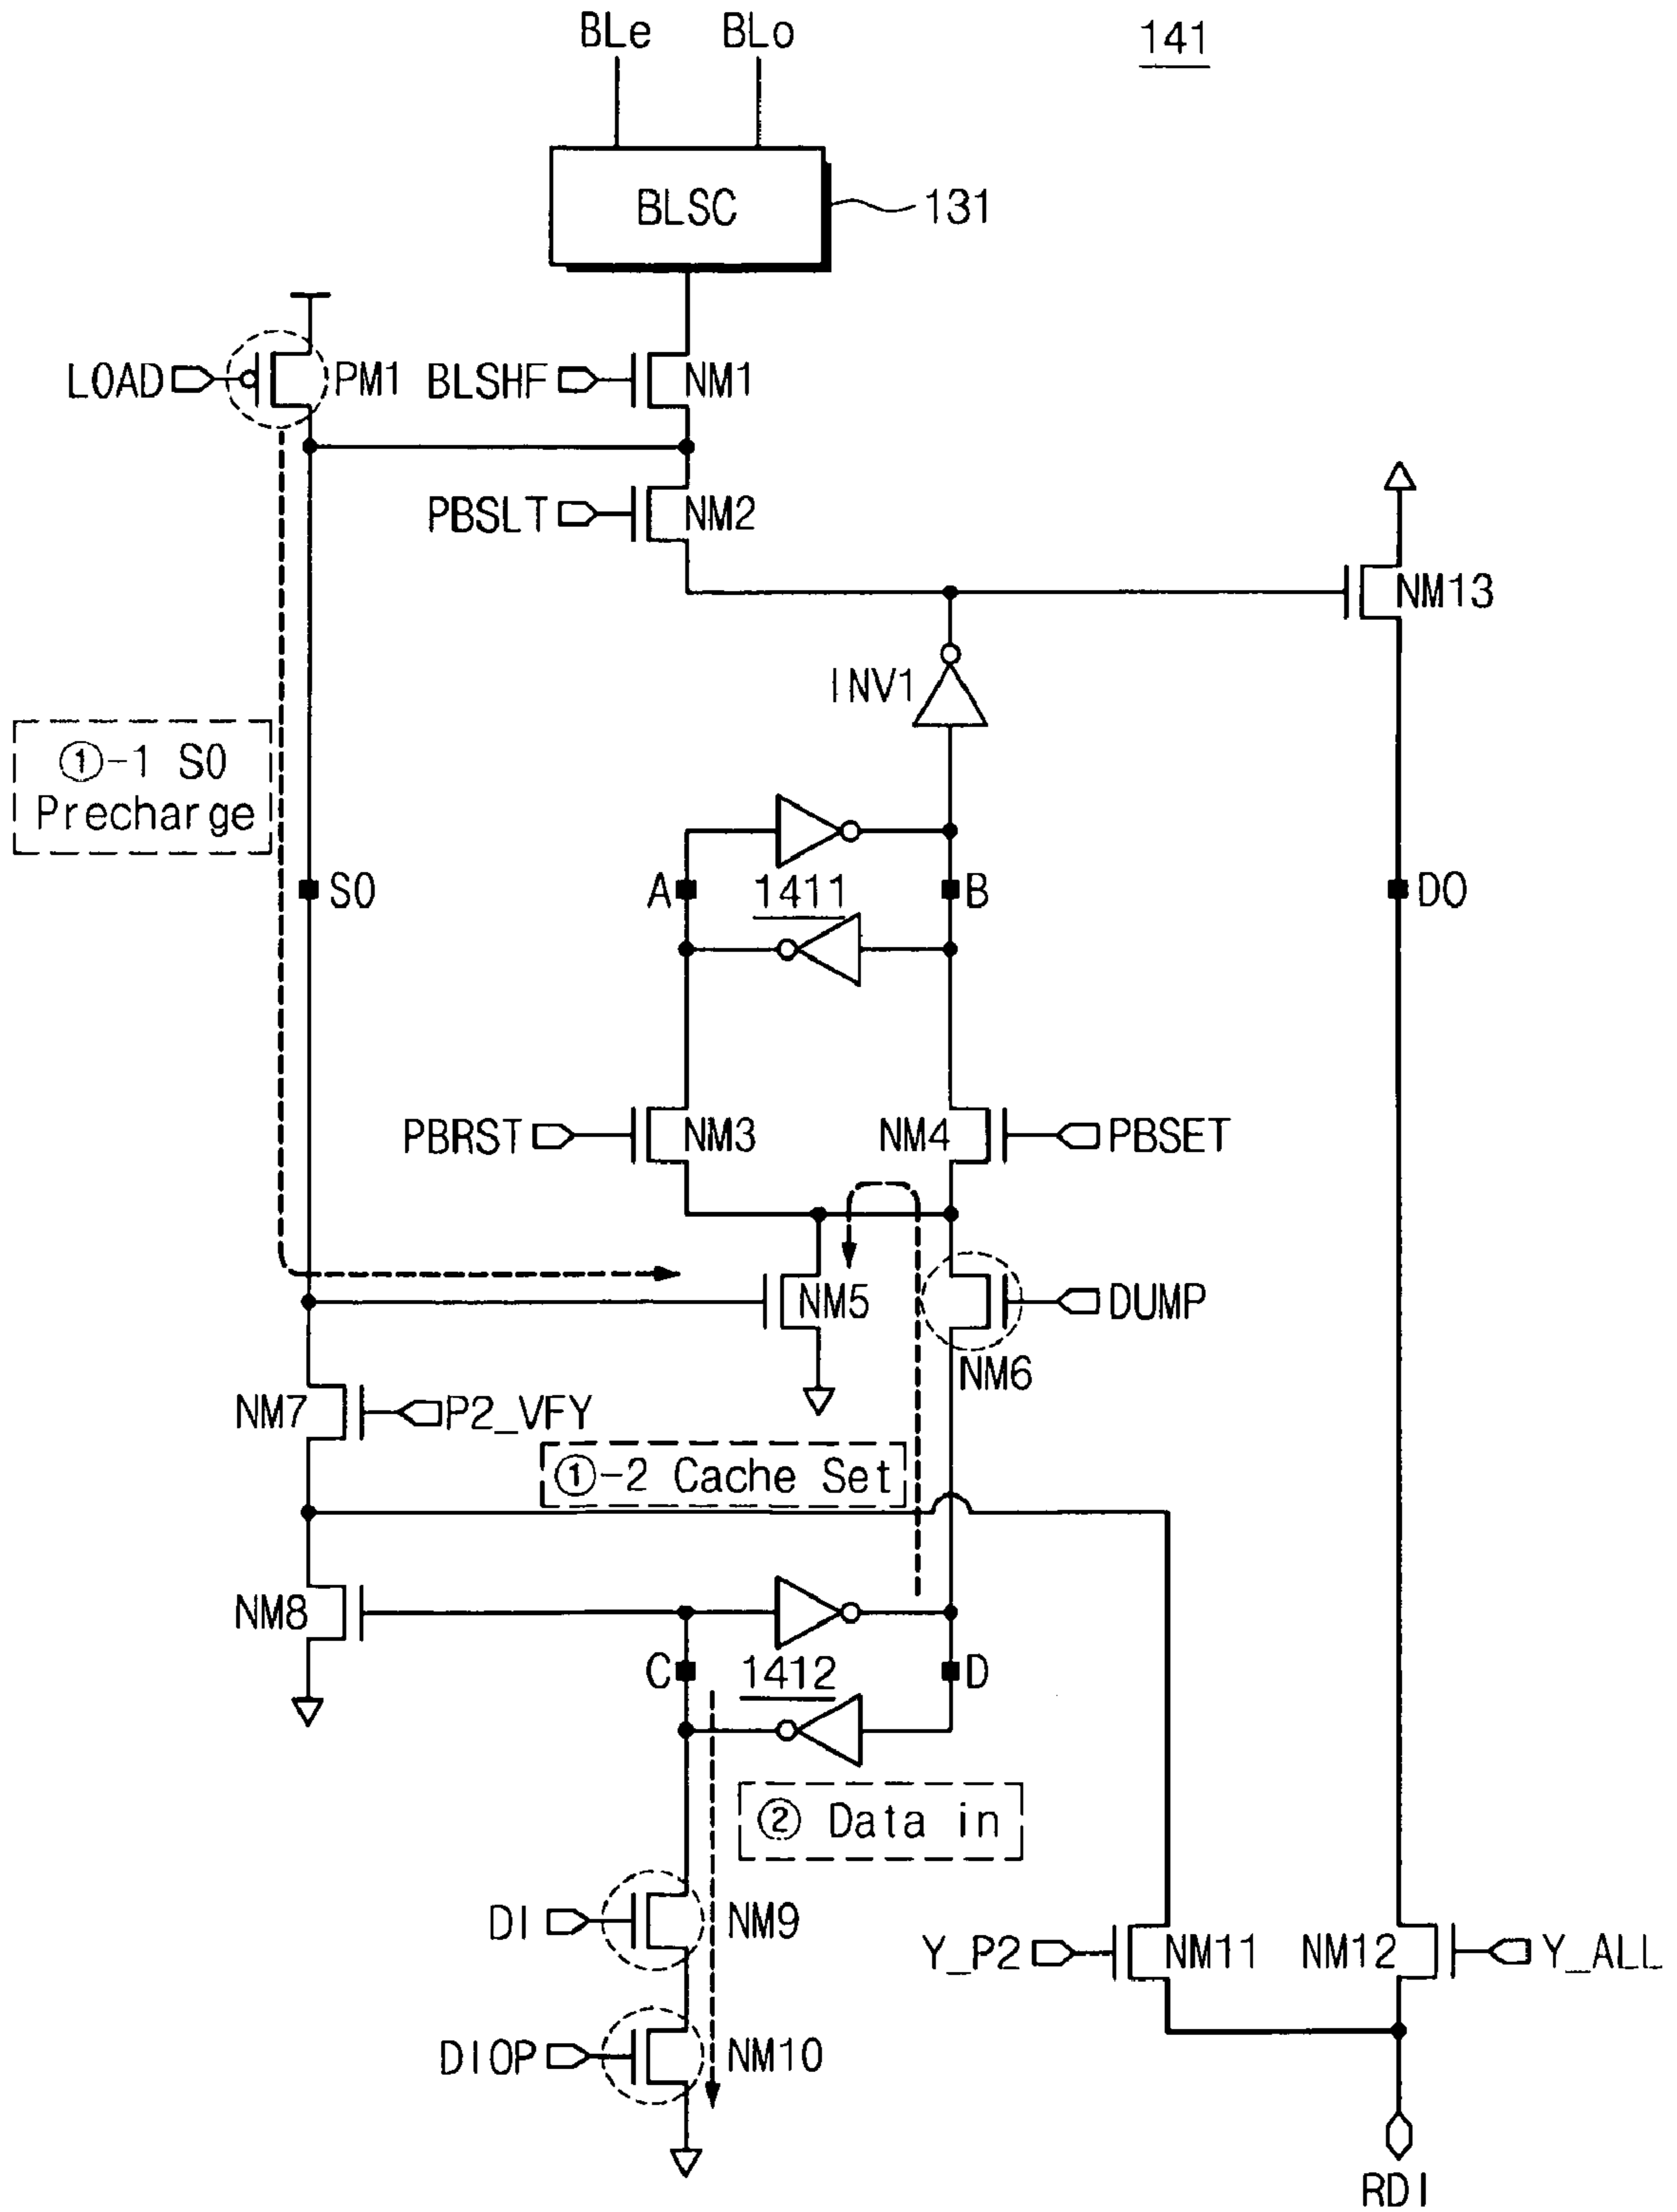 BLe
BLo
141
BLSC
131
LOAD
PM1
BLSHF
NM1
PBSLT
NM2
NM13
INV1
①-1 S0
Precharge
S0
A
1411
B
D0
PBRST
NM3
NM4
PBSET
NM5
DUMP
NM6
NM7
P2_VFY
①-2 Cache Set
NM8
C
1412
D
② Data in
DI
NM9
Y_P2
NM11
NM12
Y_ALL
DIOP
NM10
RDI